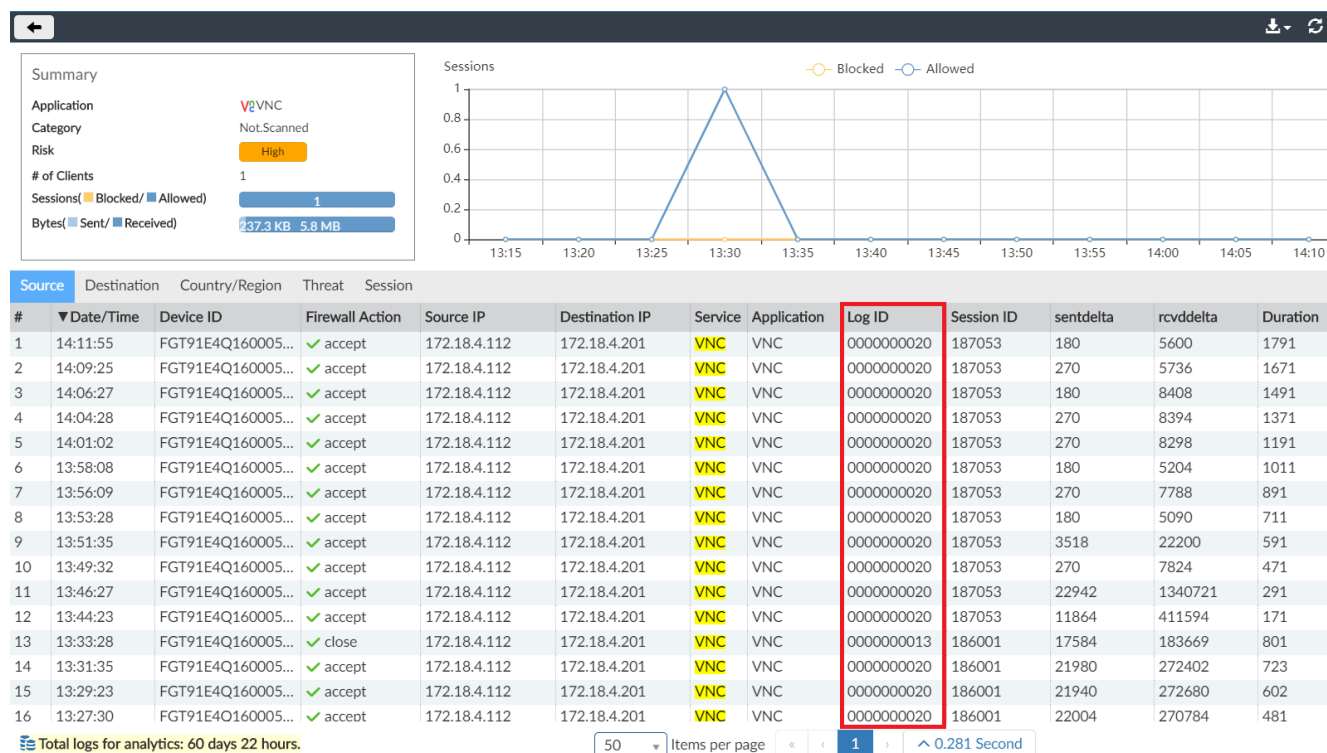 Summary
Application VNC
Category Not.Scanned
Risk High
# of Clients 1
Sessions( Blocked/ Allowed) 1
Bytes( Sent/ Received) 237.3 KB 5.8 MB
Sessions
Blocked Allowed
1
0.8
0.6
0.4
0.2
0
13:15 13:20 13:25 13:30 13:35 13:40 13:45 13:50 13:55 14:00 14:05 14:10
Source Destination Country/Region Threat Session
# ▼Date/Time Device ID Firewall Action Source IP Destination IP Service Application Log ID Session ID sentdelta rcvddelta Duration
1 14:11:55 FGT91E4Q160005... accept 172.18.4.112 172.18.4.201 VNC VNC 0000000020 187053 180 5600 1791
2 14:09:25 FGT91E4Q160005... accept 172.18.4.112 172.18.4.201 VNC VNC 0000000020 187053 270 5736 1671
3 14:06:27 FGT91E4Q160005... accept 172.18.4.112 172.18.4.201 VNC VNC 0000000020 187053 180 8408 1491
4 14:04:28 FGT91E4Q160005... accept 172.18.4.112 172.18.4.201 VNC VNC 0000000020 187053 270 8394 1371
5 14:01:02 FGT91E4Q160005... accept 172.18.4.112 172.18.4.201 VNC VNC 0000000020 187053 270 8298 1191
6 13:58:08 FGT91E4Q160005... accept 172.18.4.112 172.18.4.201 VNC VNC 0000000020 187053 180 5204 1011
7 13:56:09 FGT91E4Q160005... accept 172.18.4.112 172.18.4.201 VNC VNC 0000000020 187053 270 7788 891
8 13:53:28 FGT91E4Q160005... accept 172.18.4.112 172.18.4.201 VNC VNC 0000000020 187053 180 5090 711
9 13:51:35 FGT91E4Q160005... accept 172.18.4.112 172.18.4.201 VNC VNC 0000000020 187053 3518 22200 591
10 13:49:32 FGT91E4Q160005... accept 172.18.4.112 172.18.4.201 VNC VNC 0000000020 187053 270 7824 471
11 13:46:27 FGT91E4Q160005... accept 172.18.4.112 172.18.4.201 VNC VNC 0000000020 187053 22942 1340721 291
12 13:44:23 FGT91E4Q160005... accept 172.18.4.112 172.18.4.201 VNC VNC 0000000020 187053 11864 411594 171
13 13:33:28 FGT91E4Q160005... close 172.18.4.112 172.18.4.201 VNC VNC 0000000013 186001 17584 183669 801
14 13:31:35 FGT91E4Q160005... accept 172.18.4.112 172.18.4.201 VNC VNC 0000000020 186001 21980 272402 723
15 13:29:23 FGT91E4Q160005... accept 172.18.4.112 172.18.4.201 VNC VNC 0000000020 186001 21940 272680 602
16 13:27:30 FGT91E4Q160005... accept 172.18.4.112 172.18.4.201 VNC VNC 0000000020 186001 22004 270784 481
Total logs for analytics: 60 days 22 hours. 50 Items per page « ‹ 1 › 0.281 Second